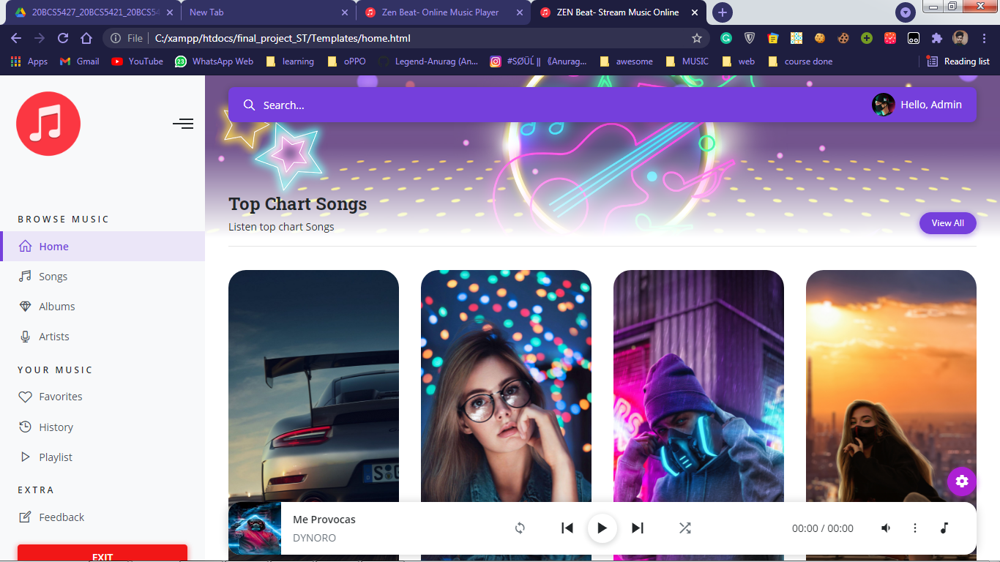 20BCS5427_20BCS5421_20BCS54
New Tab
Zen Beat- Online Music Player
ZEN Beat- Stream Music Online
File
C:/xampp/htdocs/final_project_ST/Templates/home.html
Apps
Gmail
YouTube
23
WhatsApp Web
learning
oPPO
Legend-Anurag (An...
#SØÜĹ || 《Anurag...
awesome
MUSIC
web
course done
Reading list
Search...
Hello, Admin
BROWSE MUSIC
Home
Songs
Albums
Artists
YOUR MUSIC
Favorites
History
Playlist
EXTRA
Feedback
EXIT
Top Chart Songs
Listen top chart Songs
View All
Me Provocas
DYNORO
00:00 / 00:00